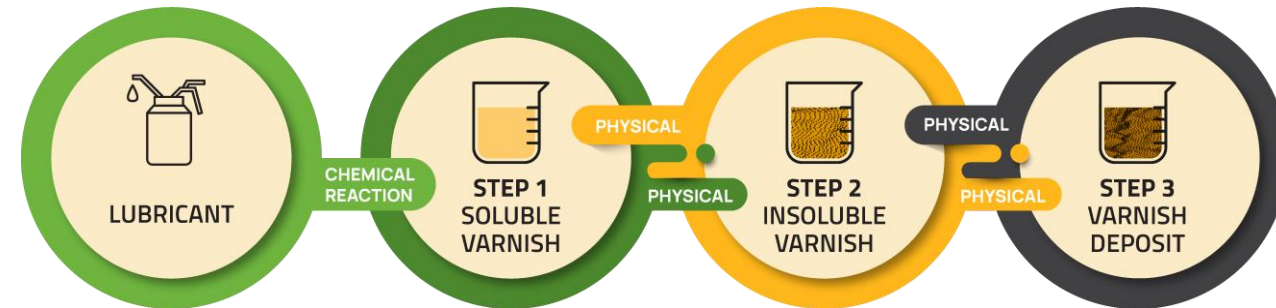 LUBRICANT
CHEMICAL
REACTION
STEP 1
SOLUBLE
VARNISH
PHYSICAL
PHYSICAL
STEP 2
INSOLUBLE
VARNISH
PHYSICAL
PHYSICAL
STEP 3
VARNISH
DEPOSIT